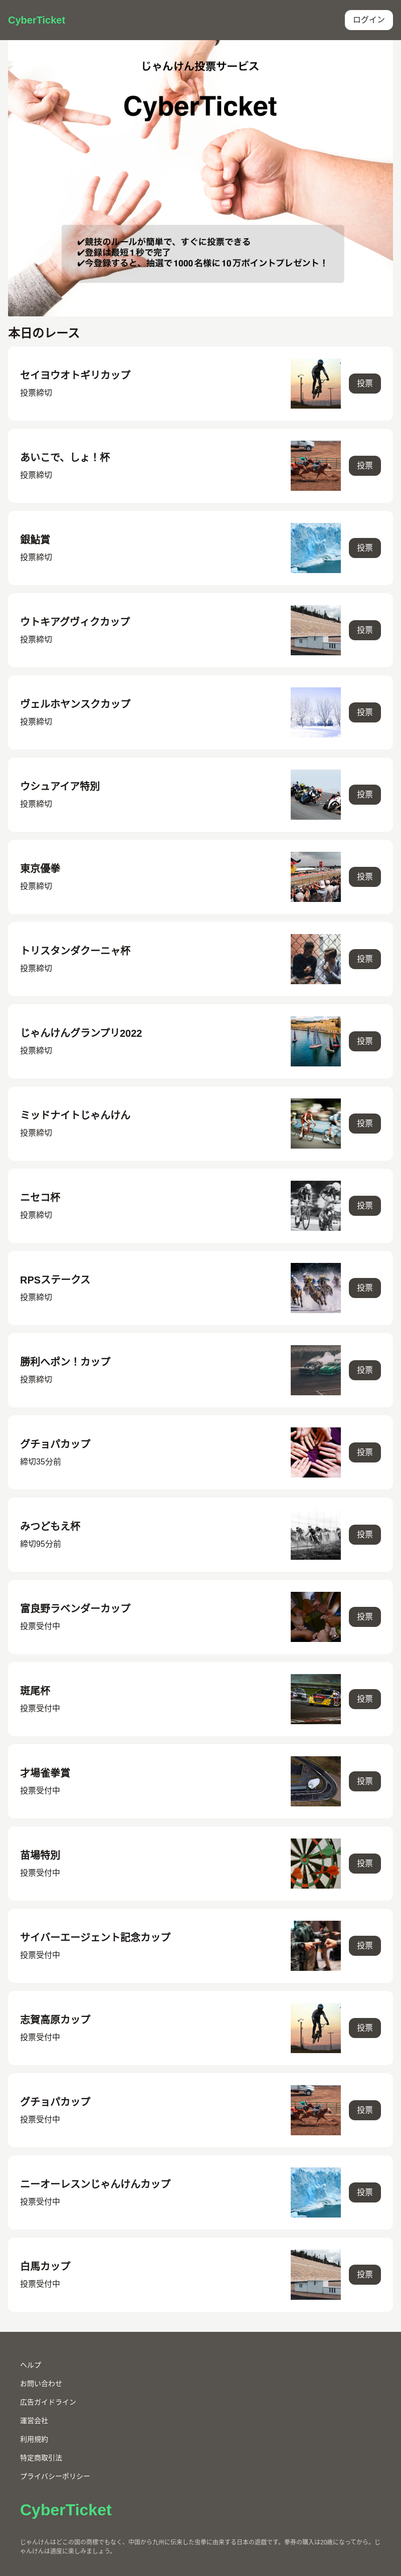 CyberTicket
ログイン
じゃんけん投票サービス
CyberTicket
✔競技のルールが簡単で、すぐに投票できる
✔登録は最短1秒で完了
✔今登録すると、抽選で1000名様に10万ポイントプレゼント！
本日のレース
セイヨウオトギリカップ
投票締切
投票
あいこで、しょ！杯
投票締切
投票
銀鮎賞
投票締切
投票
ウトキアグヴィクカップ
投票締切
投票
ヴェルホヤンスクカップ
投票締切
投票
ウシュアイア特別
投票締切
投票
東京優拳
投票締切
投票
トリスタンダクーニャ杯
投票締切
投票
じゃんけんグランプリ2022
投票締切
投票
ミッドナイトじゃんけん
投票締切
投票
ニセコ杯
投票締切
投票
RPSステークス
投票締切
投票
勝利へポン！カップ
投票締切
投票
グチョパカップ
締切35分前
投票
みつどもえ杯
締切95分前
投票
富良野ラベンダーカップ
投票受付中
投票
斑尾杯
投票受付中
投票
才場雀拳賞
投票受付中
投票
苗場特別
投票受付中
投票
サイバーエージェント記念カップ
投票受付中
投票
志賀高原カップ
投票受付中
投票
グチョパカップ
投票受付中
投票
ニーオーレスンじゃんけんカップ
投票受付中
投票
白馬カップ
投票受付中
投票
ヘルプ
お問い合わせ
広告ガイドライン
運営会社
利用規約
特定商取引法
プライバシーポリシー
CyberTicket
じゃんけんはどこの国の商標でもなく、中国から九州に伝来した虫拳に由来する日本の遊戯です。拳券の購入は20歳になってから。じ
ゃんけんは適度に楽しみましょう。